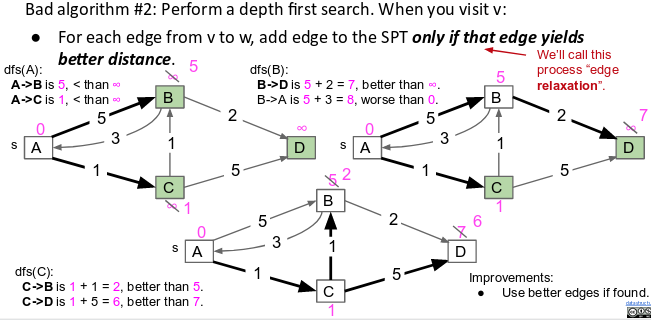 Bad algorithm #2: Perform a depth first search. When you visit v:
● For each edge from v to w, add edge to the SPT only if that edge yields
better distance.
We'll call
this
process "edge
relaxation".
dfs(A):
A->B is 5, < than ∞
A->C is 1, < than ∞
∞ 5
B
0
s A
5
3
2
1
1
5
∞
D
C
∞ 1
dfs(B):
B->D is 5 + 2 = 7, better than ∞.
B->A is 5 + 3 = 8, worse than 0.
5
B
0
s A
5
3
2
1
1
5
∞ 7
D
C
1
5 2
B
0
s A
5
3
2
1
1
5
7 6
D
C
1
dfs(C):
C->B is 1 + 1 = 2, better than 5.
C->D is 1 + 5 = 6, better than 7.
Improvements:
● Use better edges if found.